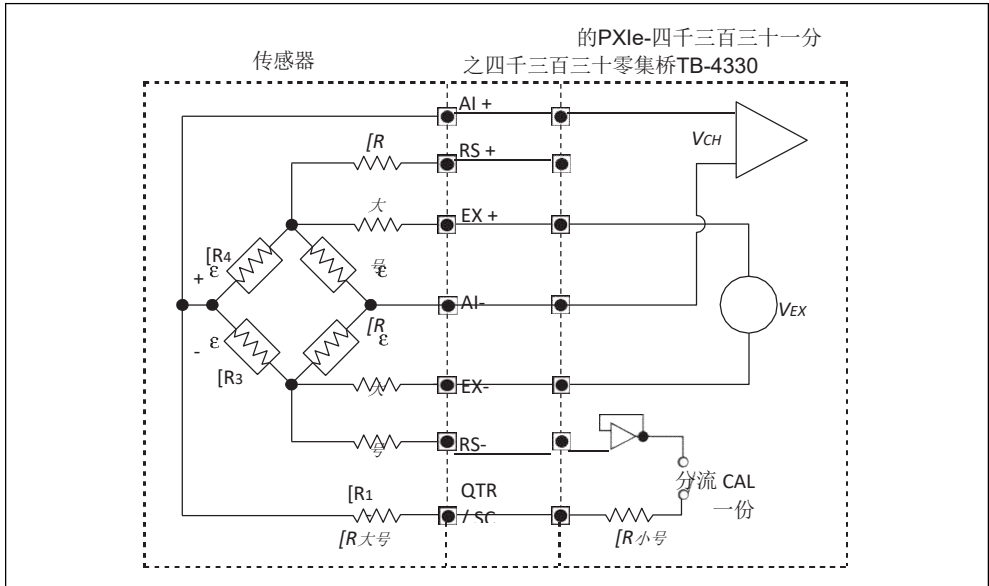 的PXIe-四千三百三十一分
传感器
之四千三百三十零集桥TB-4330
AI +
VCH
[R
RS +
大
EX +
[R4
ε
号
ε
+
VEX
AI-
[R
ε
-
ε
[R3
大
EX-
号
RS-
分流 CAL
一份
[R1
QTR
/ SC
[R大号
[R小号